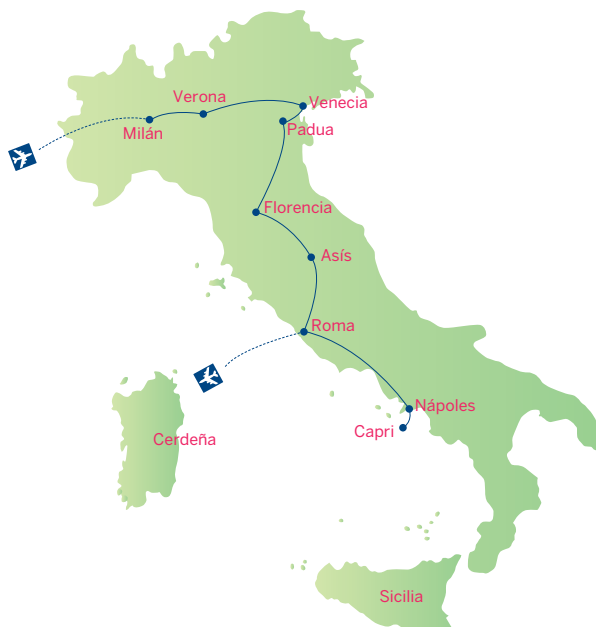 Verona
Venecia
Milán
Padua
Florencia
Asís
Roma
Nápoles
Capri
Cerdeña
Sicilia